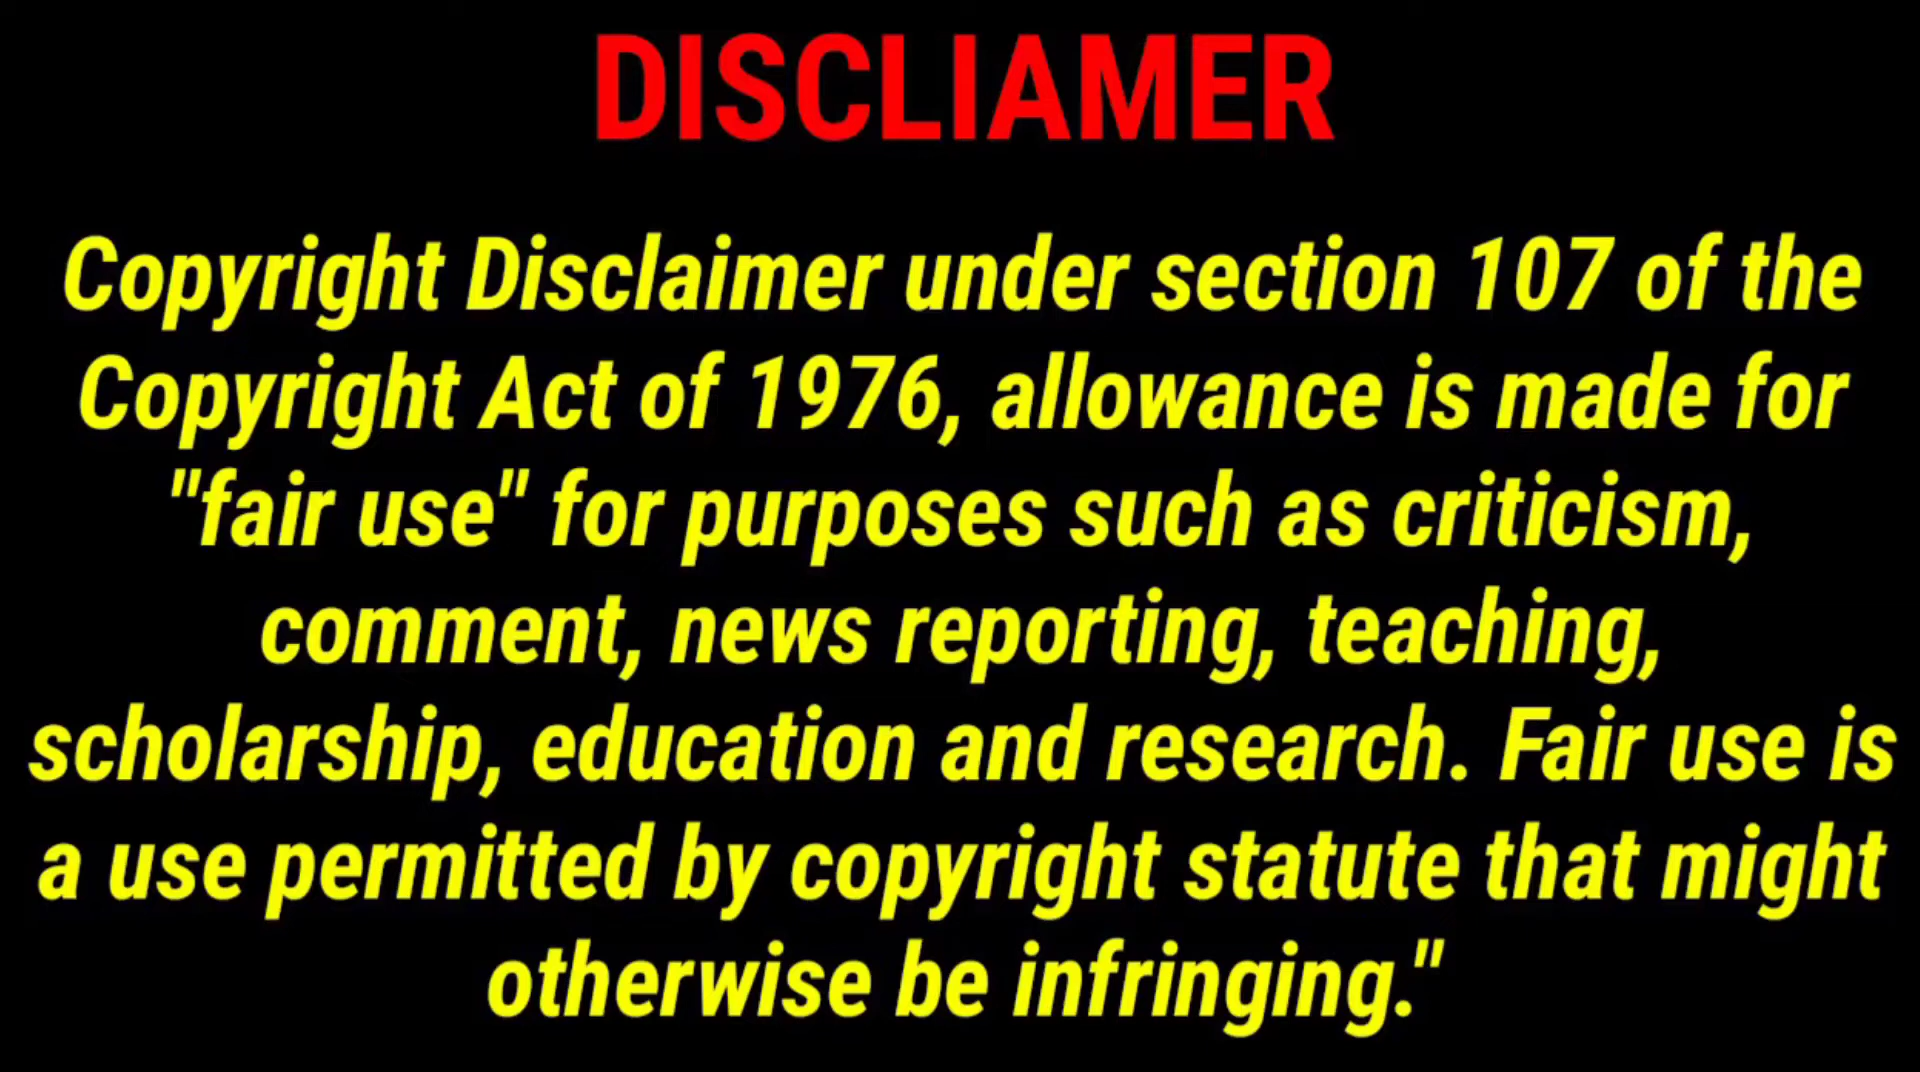 DISCLIAMER
Copyright Disclaimer under section 107 of the
Copyright Act of 1976, allowance is made for
"fair use" for purposes such as criticism,
comment, news reporting, teaching,
scholarship, education and research. Fair use is
a use permitted by copyright statute that might
otherwise be infringing."